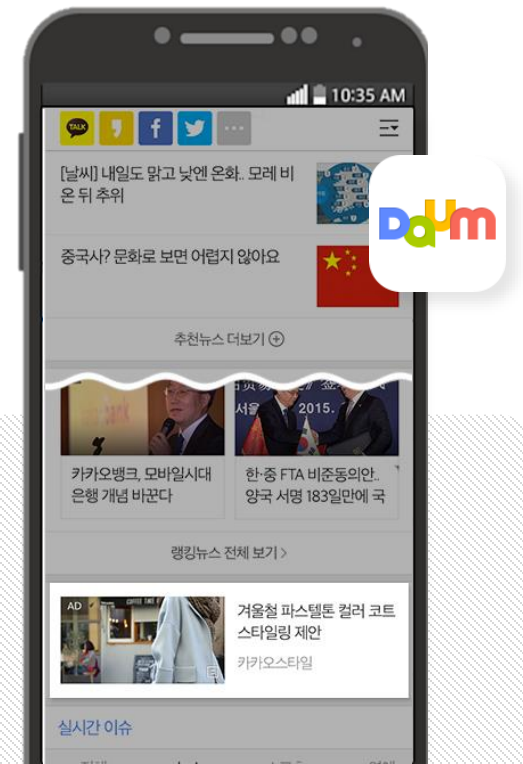 10:35 AM
TALK
[날씨] 내일도 맑고 낮엔 온화.. 모레 비
온 뒤 추위
Daum
중국사? 문화로 보면 어렵지 않아요
추천뉴스 더보기
2015.
카카오뱅크, 모바일시대
은행 개념 바꾼다
한·중 FTA 비준동의안..
양국 서명 183일만에 국
랭킹뉴스 전체 보기 >
AD
겨울철 파스텔톤 컬러 코트
스타일링 제안
카카오스타일
실시간 이슈